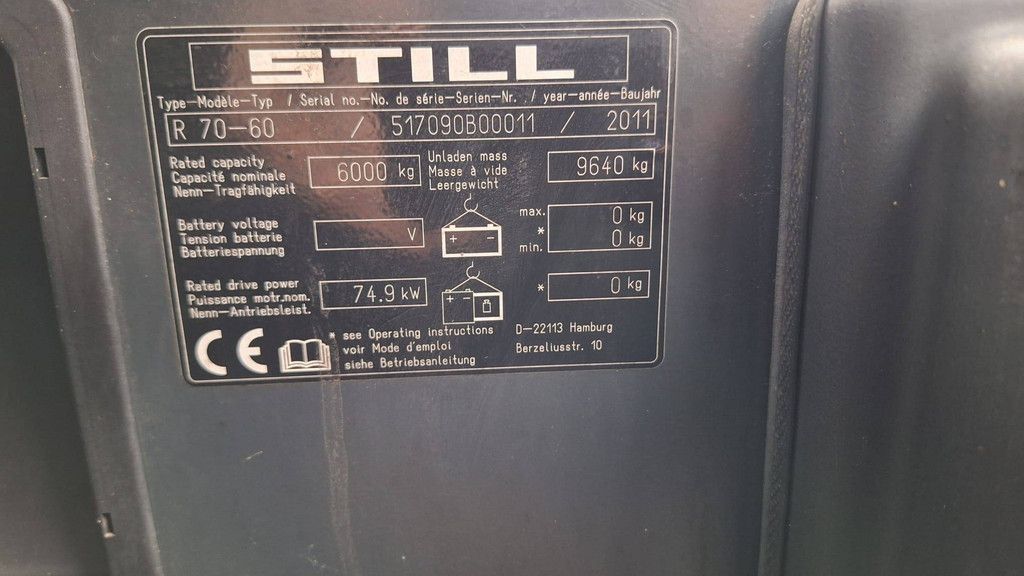 STILL
Type-Modèle-Typ / Serial no.-No. de série-Serien-Nr. / year-année-Baujahr
R 70-60 / 517090B00011 / 2011
Rated capacity
Capacité nominale
Nenn-Tragfähigkeit
6000 kg
Unladen mass
Masse à vide
Leergewicht
9640 kg
Battery voltage
Tension batterie
Batteriespannung
V
+ -
max. 0 kg
*
min. 0 kg
Rated drive power
Puissance motr.nom.
Nenn-Antriebsleist.
74.9 kW
+ -
* 0 kg
CE
* see Operating instructions
voir Mode d'emploi
siehe Betriebsanleitung
D-22113 Hamburg
Berzeliusstr. 10